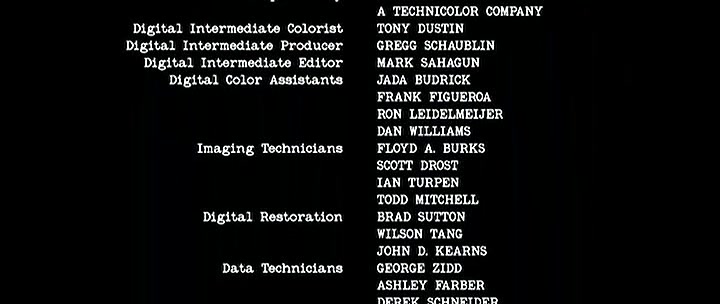 A TECHNICOLOR COMPANY
Digital Intermediate Colorist TONY DUSTIN
Digital Intermediate Producer GREGG SCHAUBLIN
Digital Intermediate Editor MARK SAHAGUN
Digital Color Assistants JADA BUDRICK
FRANK FIGUEROA
RON LEIDELMEIJER
DAN WILLIAMS
Imaging Technicians FLOYD A. BURKS
SCOTT DROST
IAN TURPEN
TODD MITCHELL
Digital Restoration BRAD SUTTON
WILSON TANG
JOHN D. KEARNS
Data Technicians GEORGE ZIDD
ASHLEY FARBER
DEREK SCHNEIDER